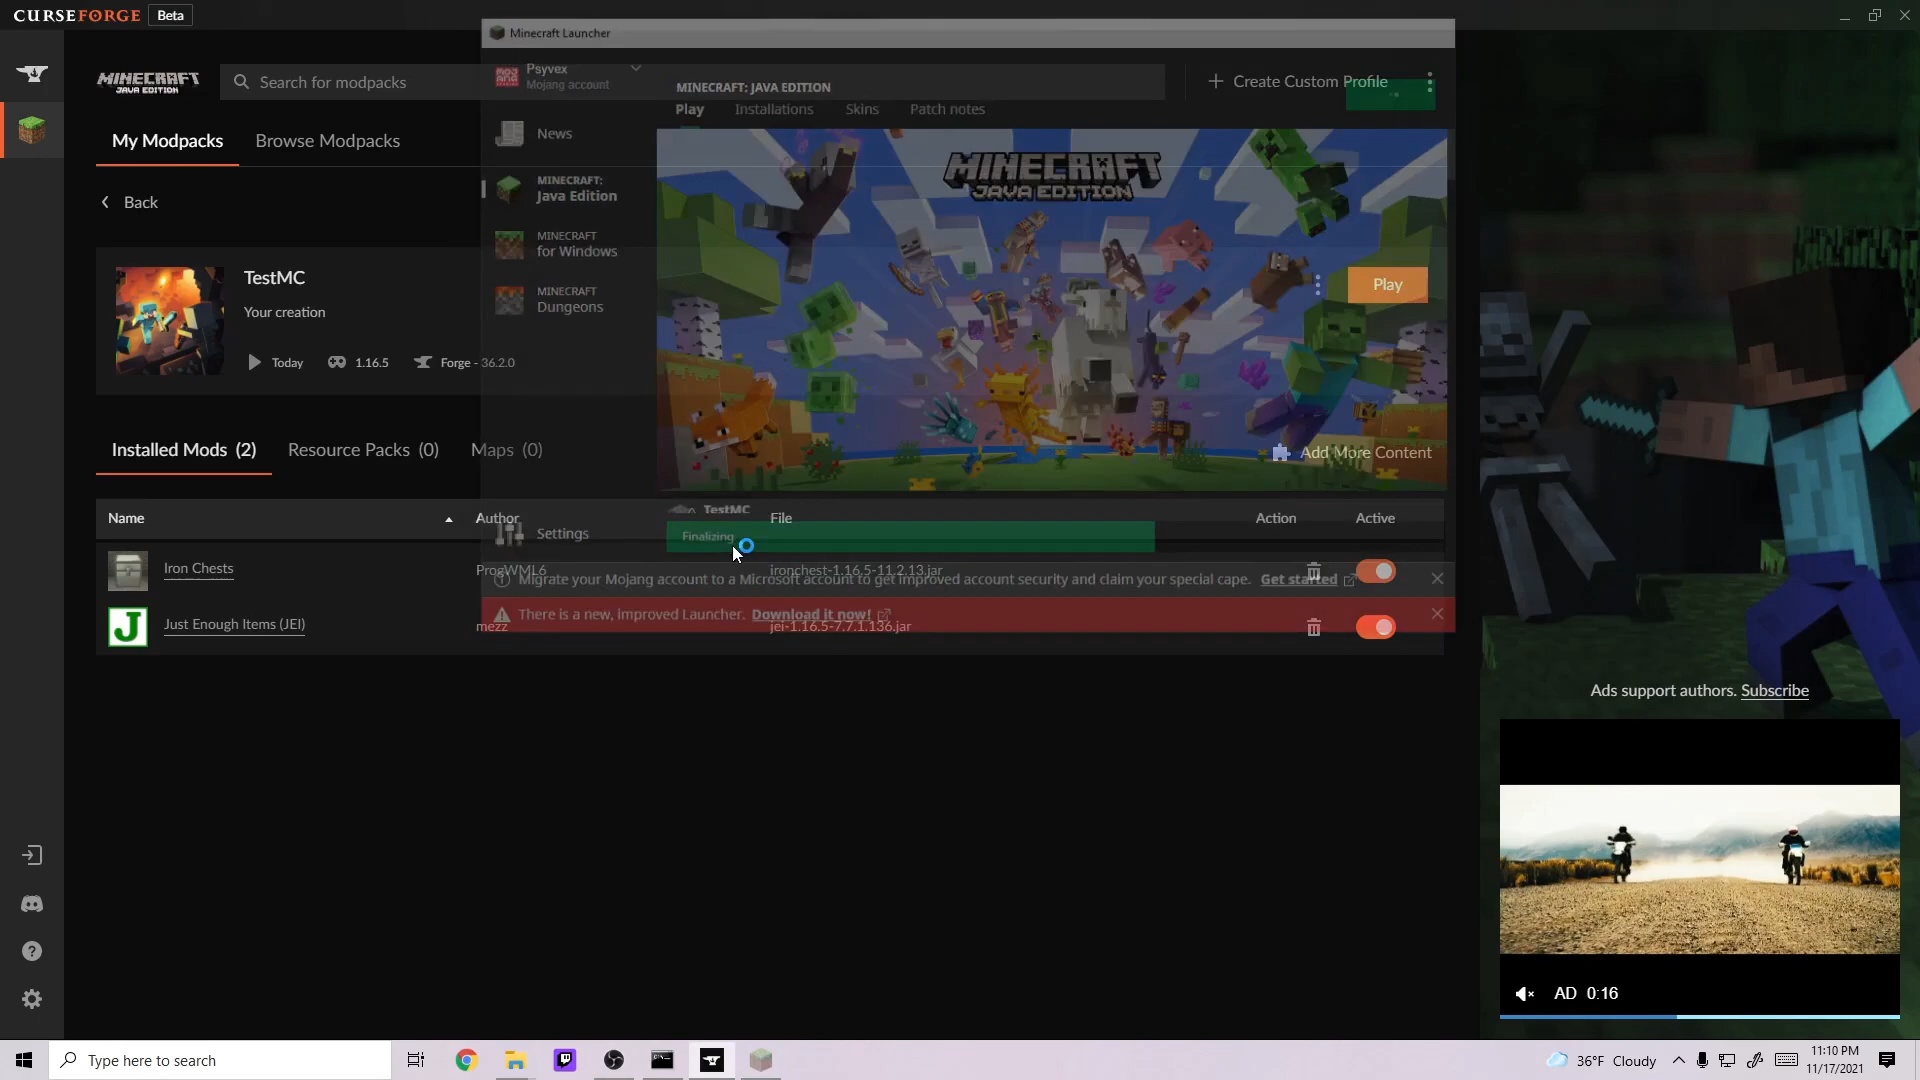 CURSEFORGE Beta
Minecraft Launcher
MINECRAFT
JAVA EDITION
Search for modpacks
Psyvex
Mojang account
MINECRAFT: JAVA EDITION
Play Installations Skins Patch notes
Create Custom Profile
My Modpacks Browse Modpacks
News
MINECRAFT
JAVA EDITION
MINECRAFT:
Java Edition
Back
MINECRAFT
for Windows
MINECRAFT
Dungeons
TestMC
Your creation
Today 1.16.5 Forge - 36.2.0
Play
Installed Mods (2) Resource Packs (0) Maps (0)
Add More Content
TestMC
Name Author File Action Active
Settings
Finalizing
Iron Chests ProgWML6 ironchest-1.16.5-11.2.13.jar
Migrate your Mojang account to a Microsoft account to get improved account security and claim your special cape. Get started
There is a new, improved Launcher. Download it now!
Just Enough Items (JEI) mezz jei-1.16.5-7.7.1.136.jar
Ads support authors. Subscribe
AD 0:16
Type here to search
36°F Cloudy
11:10 PM
11/17/2021